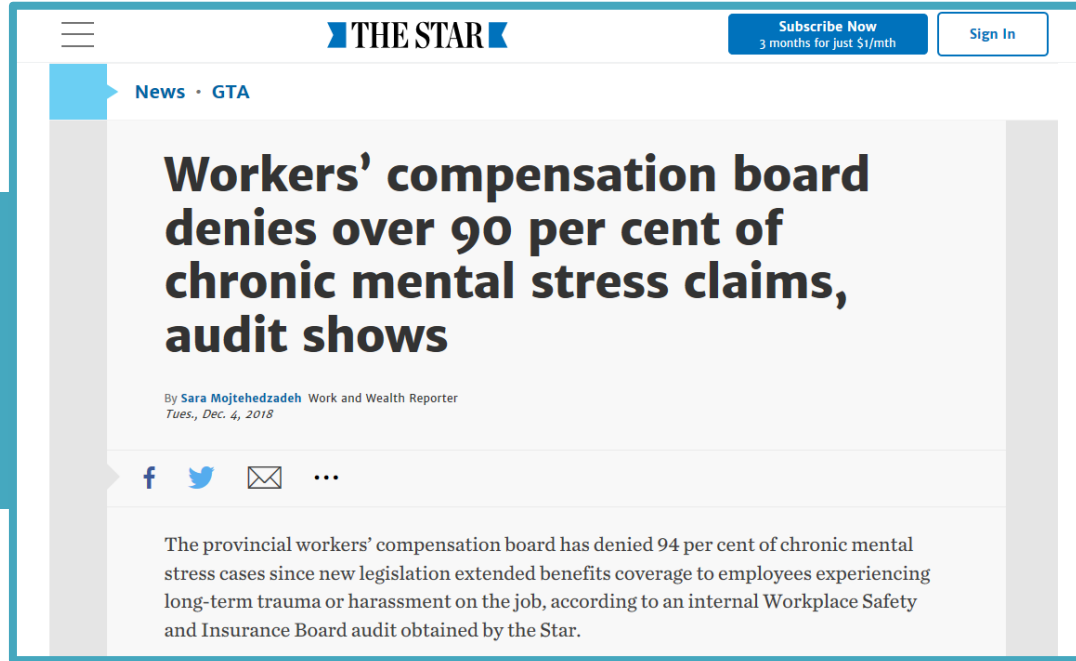 THE STAR
Subscribe Now
3 months for just $1/mth
Sign In
News • GTA
Workers’ compensation board
denies over 90 per cent of
chronic mental stress claims,
audit shows
By Sara Mojtehedzadeh Work and Wealth Reporter
Tues., Dec. 4, 2018
The provincial workers’ compensation board has denied 94 per cent of chronic mental
stress cases since new legislation extended benefits coverage to employees experiencing
long-term trauma or harassment on the job, according to an internal Workplace Safety
and Insurance Board audit obtained by the Star.